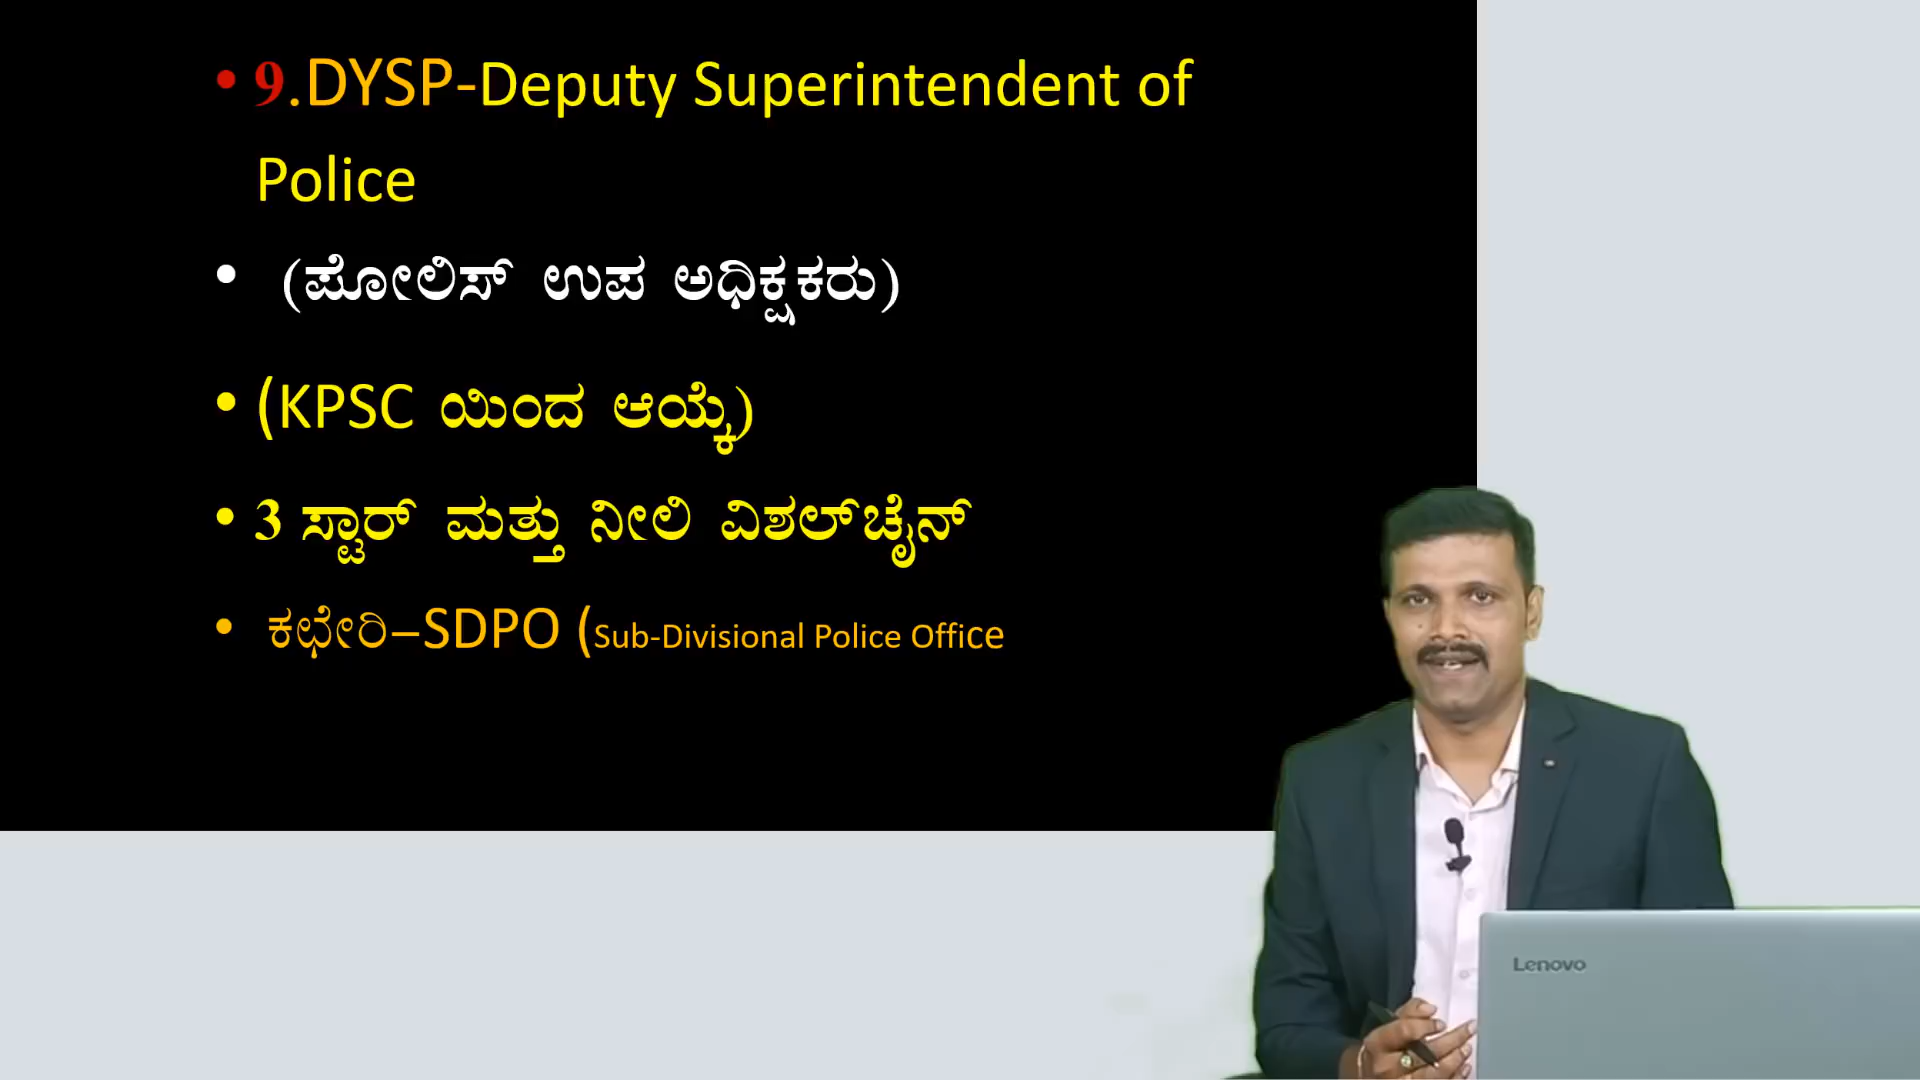 • 9.DYSP-Deputy Superintendent of
Police
• (ಪೋಲಿಸ್ ಉಪ ಅಧಿಕ್ಷಕರು)
• (KPSC ಯಿಂದ ಆಯ್ಕೆ)
• 3 ಸ್ಟಾರ್ ಮತ್ತು ನೀಲಿ ವಿಶಲ್‌ಚೈನ್
• ಕಛೇರಿ–SDPO (Sub-Divisional Police Office
Lenovo